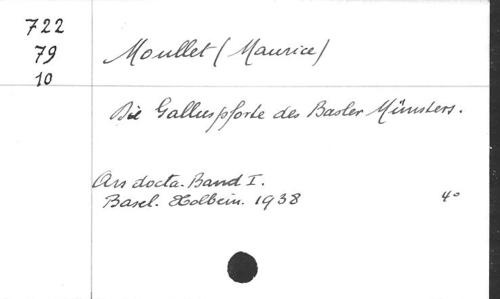 722
79
10
Moullet (Maurice)
Die Galluspforte des Basler Münsters.
Ars docta. Band I.
Basel. Holbein. 1938 4°